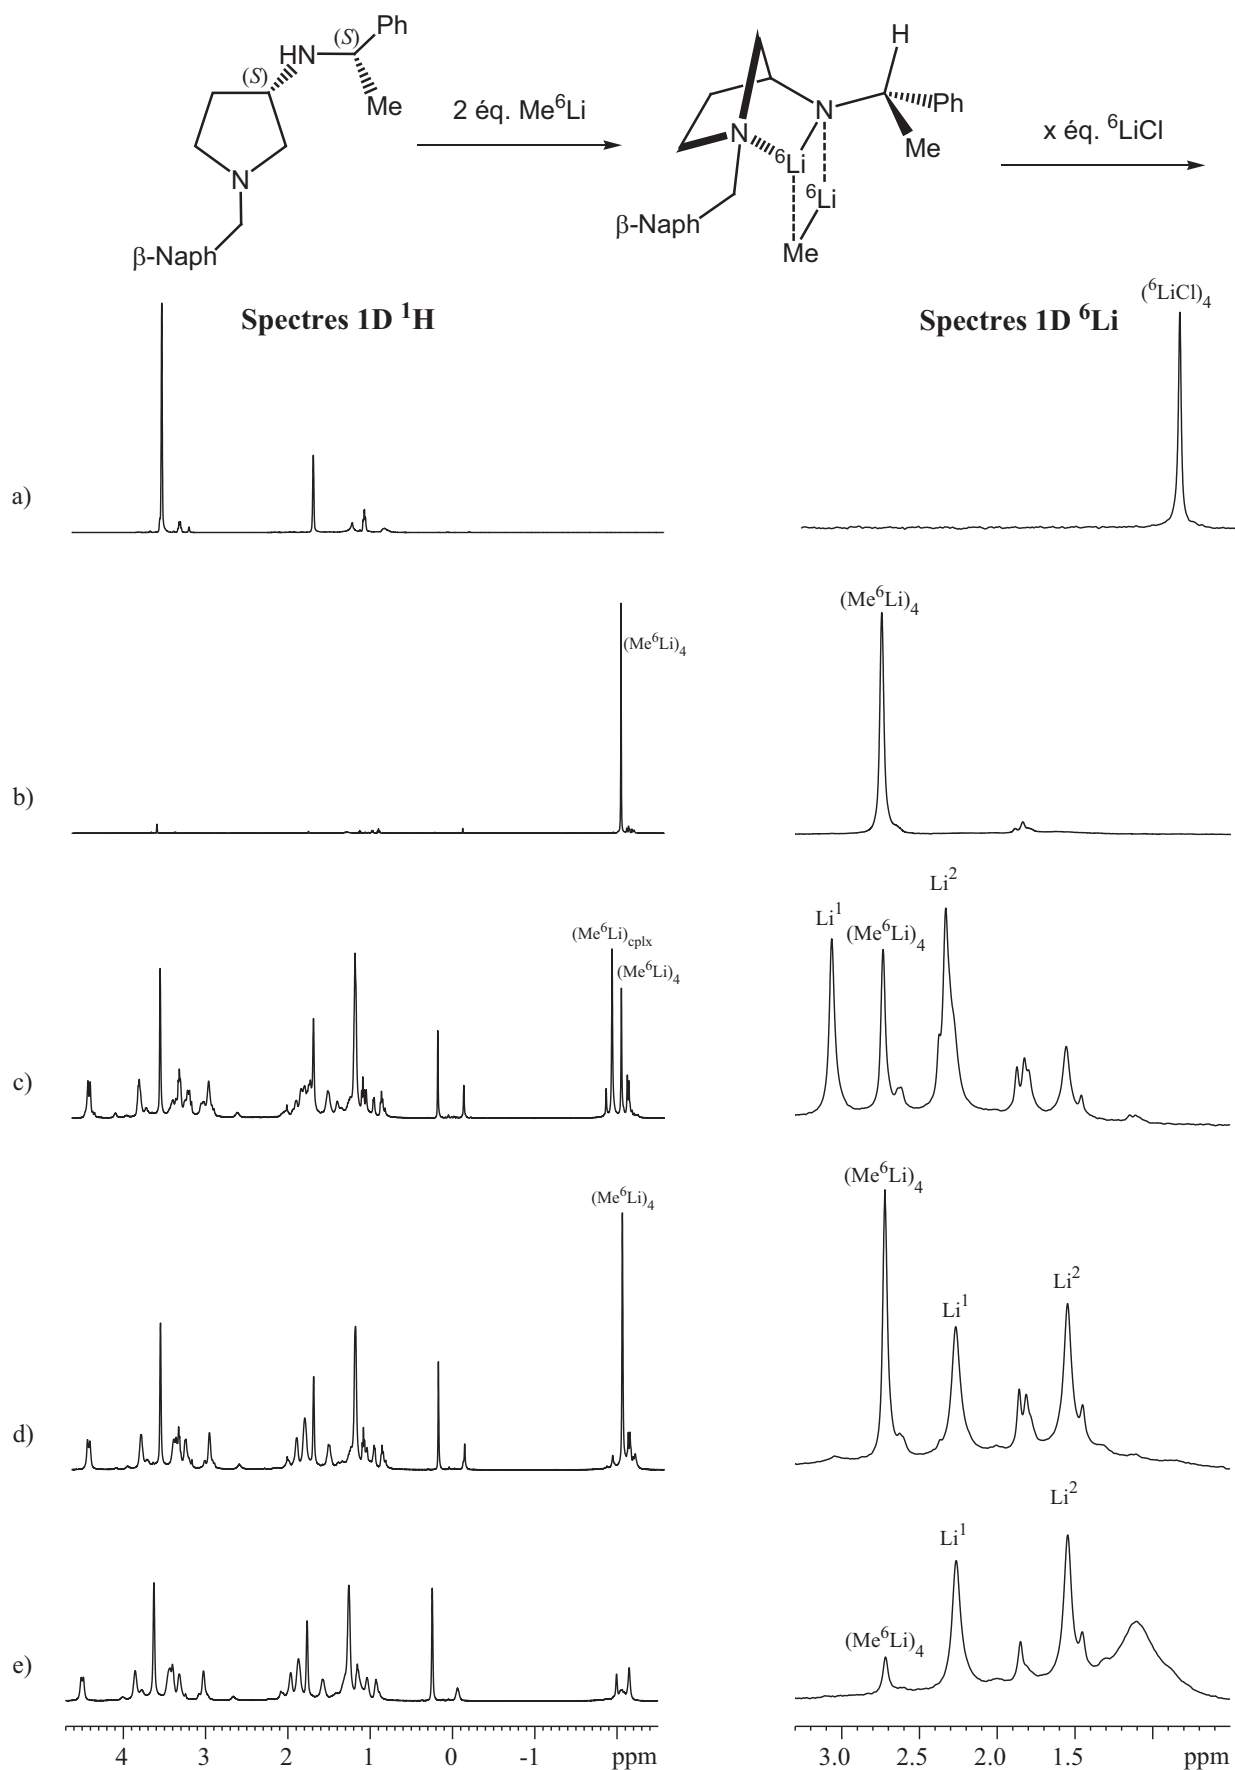 HN
(S)
Ph
(S)
Me
N
β-Naph
2 éq. Me⁶Li
H
N
Ph
Me
N
⁶Li
⁶Li
β-Naph
Me
x éq. ⁶LiCl
Spectres 1D ¹H
Spectres 1D ⁶Li
(⁶LiCl)₄
a)
(Me⁶Li)₄
(Me⁶Li)₄
b)
(Me⁶Li)cplx
(Me⁶Li)₄
Li¹
(Me⁶Li)₄
Li²
c)
(Me⁶Li)₄
(Me⁶Li)₄
Li¹
Li²
d)
(Me⁶Li)₄
Li¹
Li²
e)
4 3 2 1 0 -1 ppm
3.0 2.5 2.0 1.5 ppm